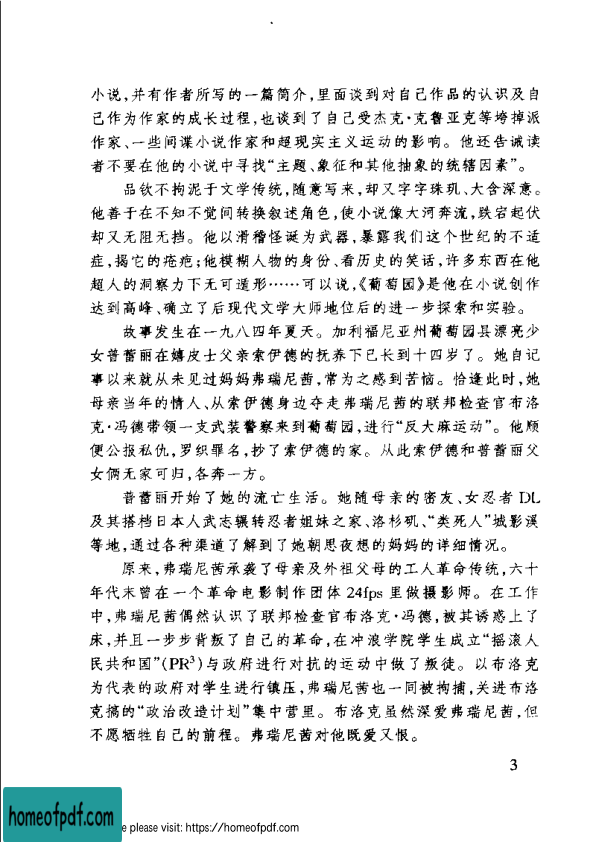 小说,并有作者所写的一篇简介,里面谈到对自己作品的认识及自
己作为作家的成长过程,也谈到了自己受杰克·克鲁亚克等垮掉派
作家、一些间谍小说作家和超现实主义运动的影响。他还告诫读
者不要在他的小说中寻找“主题、象征和其他抽象的统辖因素”。
品钦不拘泥于文学传统,随意写来,却又字字珠玑、大含深意。
他善于在不知不觉间转换叙述角色,使小说像大河奔流,跌宕起伏
却又无阻无挡。他以滑稽怪诞为武器,暴露我们这个世纪的不适
症,揭它的疮疤;他模糊人物的身份、看历史的笑话,许多东西在他
超人的洞察力下无可遁形……可以说,《葡萄园》是他在小说创作
达到高峰、确立了后现代文学大师地位后的进一步探索和实验。
故事发生在一九八四年夏天。加利福尼亚州葡萄园县漂亮少
女普蕾丽在嬉皮士父亲索伊德的抚养下已长到十四岁了。她自记
事以来就从未见过妈妈弗瑞尼茜,常为之感到苦恼。恰逢此时,她
母亲当年的情人、从索伊德身边夺走弗瑞尼茜的联邦检查官布洛
克·冯德带领一支武装警察来到葡萄园,进行“反大麻运动”。他顺
便公报私仇,罗织罪名,抄了索伊德的家。从此索伊德和普蕾丽父
女俩无家可归,各奔一方。
普蕾丽开始了她的流亡生活。她随母亲的密友、女忍者 DL
及其搭档日本人武志辗转忍者姐妹之家、洛杉矶、“类死人”城影溪
等地,通过各种渠道了解到了她朝思夜想的妈妈的详细情况。
原来,弗瑞尼茜承袭了母亲及外祖父母的工人革命传统,六十
年代末曾在一个革命电影制作团体 24fps 里做摄影师。在工作
中,弗瑞尼茜偶然认识了联邦检查官布洛克·冯德,被其诱惑上了
床,并且一步步背叛了自己的革命,在冲浪学院学生成立“摇滚人
民共和国”(PR³)与政府进行对抗的运动中做了叛徒。以布洛克
为代表的政府对学生进行镇压,弗瑞尼茜也一同被拘捕,关进布洛
克搞的“政治改造计划”集中营里。布洛克虽然深爱弗瑞尼茜,但
不愿牺牲自己的前程。弗瑞尼茜对他既爱又恨。
3
homeofpdf.com
e please visit: https://homeofpdf.com